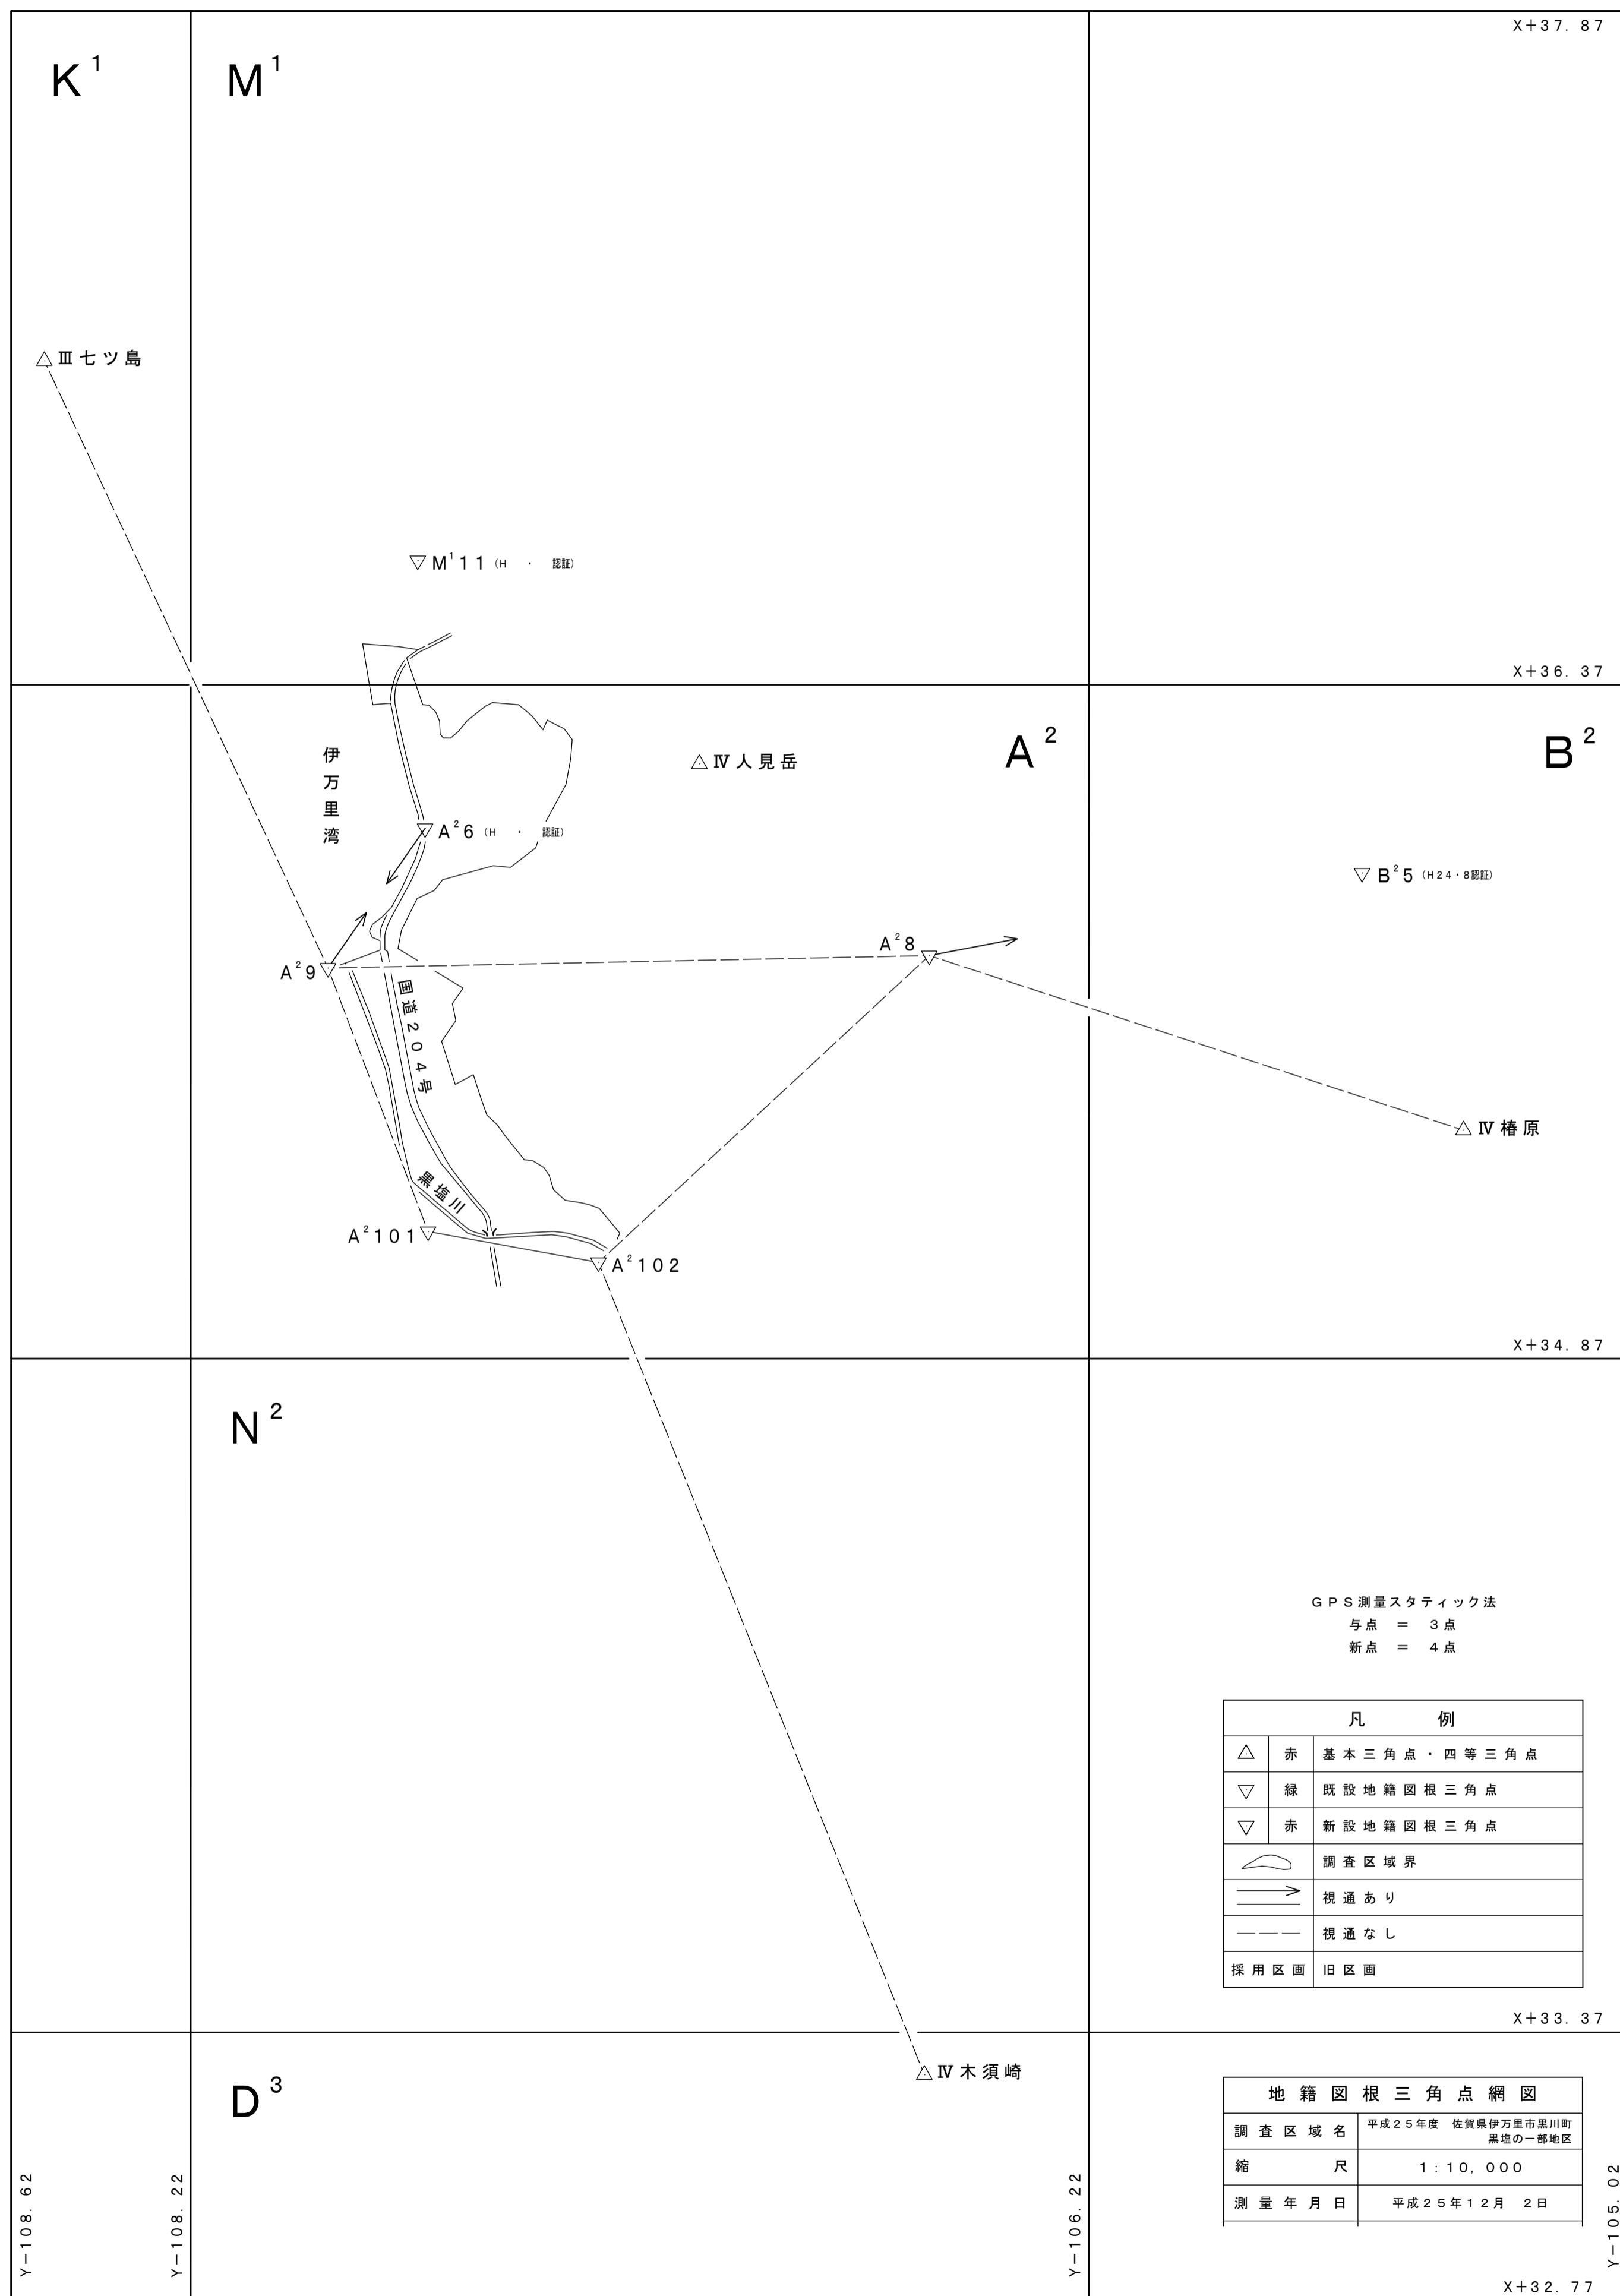 X+37. 87
K¹
M¹
Ⅲ七ツ島
M¹11（H ・ 認証）
X+36. 37
伊万里湾
Ⅳ人見岳
A²
B²
A²6（H ・ 認証）
B²5（H24・8認証）
A²8
A²9
国道204号
Ⅳ椿原
黒塩川
A²101
A²102
X+34. 87
N²
GPS測量スタティック法
与点 ＝ 3点
新点 ＝ 4点
凡 例
赤 基本三角点・四等三角点
緑 既設地籍図根三角点
赤 新設地籍図根三角点
調査区域界
視通あり
視通なし
採用区画 旧区画
X+33. 37
Ⅳ木須崎
D³
地籍図根三角点網図
調査区域名 平成25年度 佐賀県伊万里市黒川町
黒塩の一部地区
縮尺 1:10,000
測量年月日 平成25年12月 2日
Y−108. 62
Y−108. 22
Y−106. 22
Y−105. 02
X+32. 77